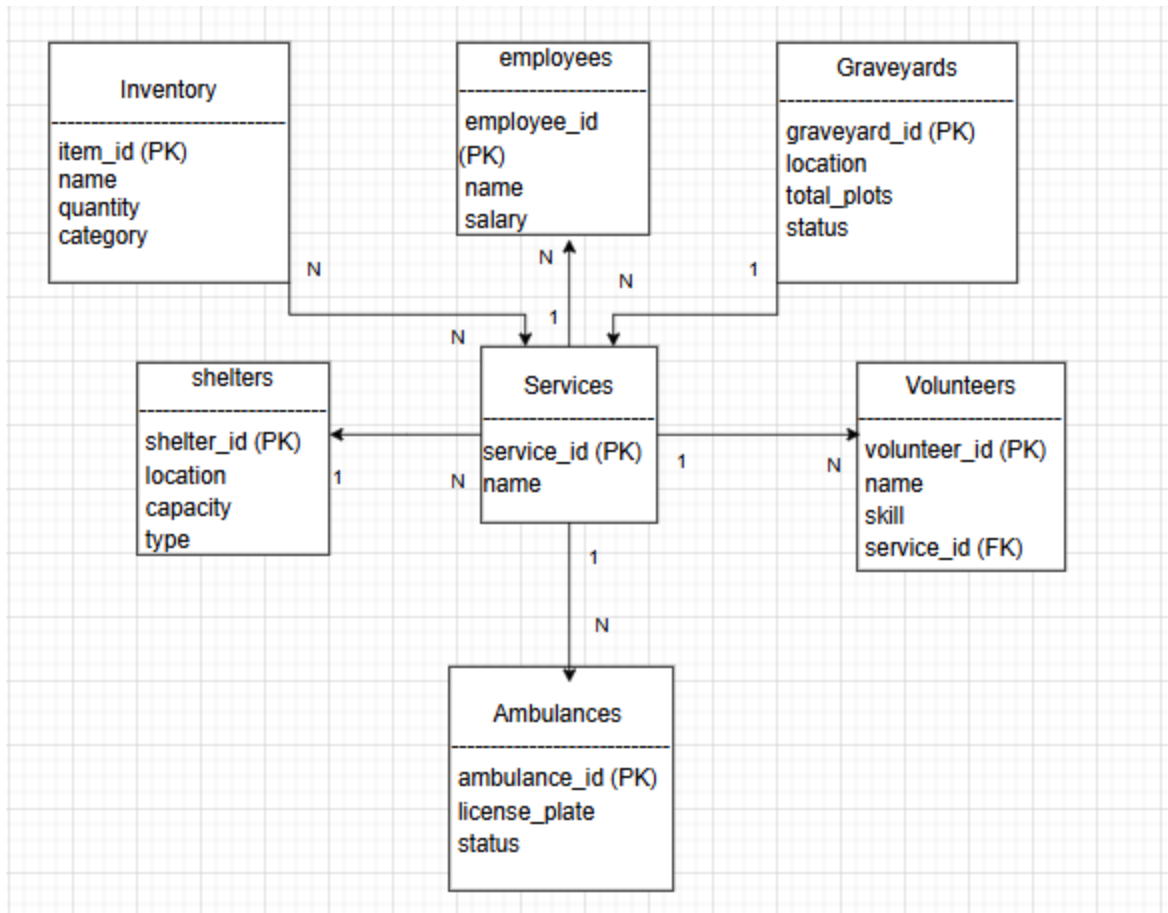 Inventory
item_id (PK)
name
quantity
category
employees
employee_id
(PK)
name
salary
Graveyards
graveyard_id (PK)
location
total_plots
status
N
N
N
1
1
N
shelters
shelter_id (PK)
location
capacity
type
Services
service_id (PK)
name
Volunteers
volunteer_id (PK)
name
skill
service_id (FK)
1
N
1
N
1
N
Ambulances
ambulance_id (PK)
license_plate
status